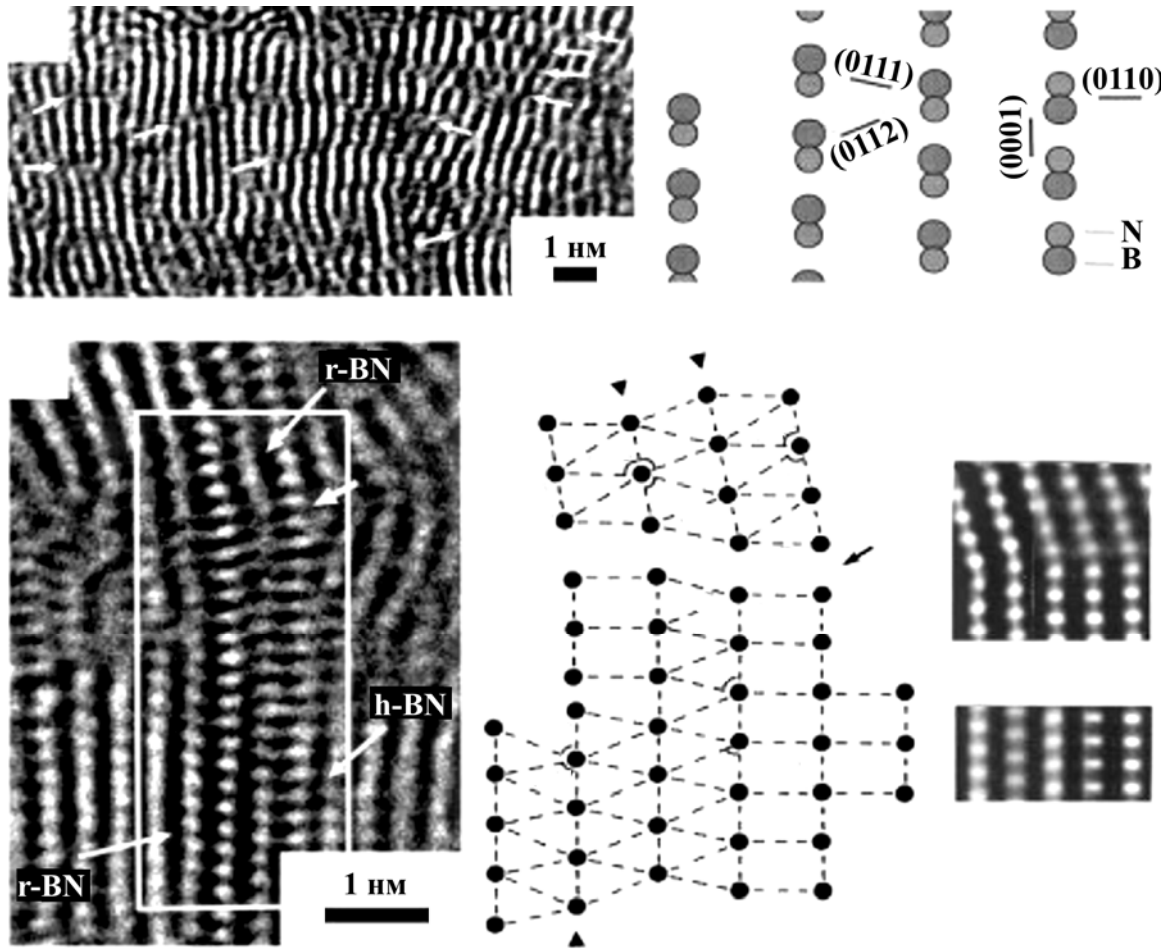 1 нм
(0111)
(0112)
(0001)
(0110)
N
B
r-BN
h-BN
r-BN
1 нм